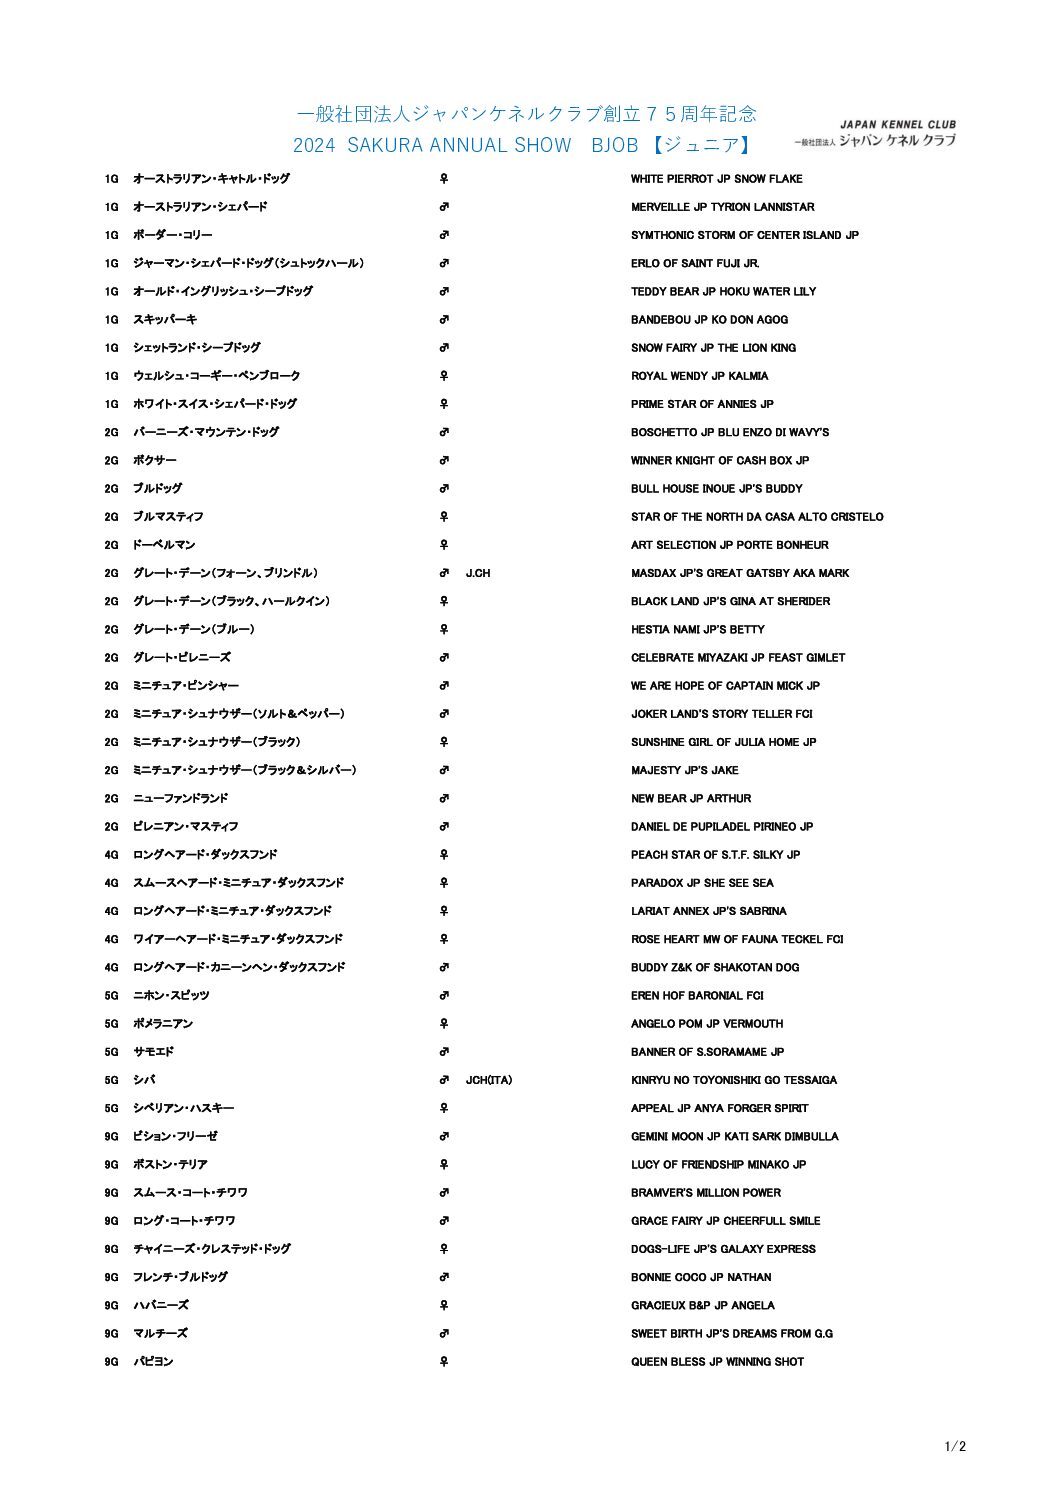 一般社団法人ジャパンケネルクラブ創立７５周年記念
2024 SAKURA ANNUAL SHOW　BJOB 【ジュニア】
JAPAN KENNEL CLUB
一般社団法人 ジャパン ケネル クラブ
1G オーストラリアン・キャトル・ドッグ ♀ WHITE PIERROT JP SNOW FLAKE
1G オーストラリアン・シェパード ♂ MERVEILLE JP TYRION LANNISTAR
1G ボーダー・コリー ♂ SYMTHONIC STORM OF CENTER ISLAND JP
1G ジャーマン・シェパード・ドッグ（シュトックハール） ♂ ERLO OF SAINT FUJI JR.
1G オールド・イングリッシュ・シープドッグ ♂ TEDDY BEAR JP HOKU WATER LILY
1G スキッパーキ ♂ BANDEBOU JP KO DON AGOG
1G シェットランド・シープドッグ ♂ SNOW FAIRY JP THE LION KING
1G ウェルシュ・コーギー・ペンブローク ♀ ROYAL WENDY JP KALMIA
1G ホワイト・スイス・シェパード・ドッグ ♀ PRIME STAR OF ANNIES JP
2G バーニーズ・マウンテン・ドッグ ♂ BOSCHETTO JP BLU ENZO DI WAVY'S
2G ボクサー ♂ WINNER KNIGHT OF CASH BOX JP
2G ブルドッグ ♂ BULL HOUSE INOUE JP'S BUDDY
2G ブルマスティフ ♀ STAR OF THE NORTH DA CASA ALTO CRISTELO
2G ドーベルマン ♀ ART SELECTION JP PORTE BONHEUR
2G グレート・デーン（フォーン、ブリンドル） ♂ J.CH MASDAX JP'S GREAT GATSBY AKA MARK
2G グレート・デーン（ブラック、ハールクイン） ♀ BLACK LAND JP'S GINA AT SHERIDER
2G グレート・デーン（ブルー） ♀ HESTIA NAMI JP'S BETTY
2G グレート・ピレニーズ ♂ CELEBRATE MIYAZAKI JP FEAST GIMLET
2G ミニチュア・ピンシャー ♂ WE ARE HOPE OF CAPTAIN MICK JP
2G ミニチュア・シュナウザー（ソルト＆ペッパー） ♂ JOKER LAND'S STORY TELLER FCI
2G ミニチュア・シュナウザー（ブラック） ♀ SUNSHINE GIRL OF JULIA HOME JP
2G ミニチュア・シュナウザー（ブラック＆シルバー） ♂ MAJESTY JP'S JAKE
2G ニューファンドランド ♂ NEW BEAR JP ARTHUR
2G ピレニアン・マスティフ ♂ DANIEL DE PUPILADEL PIRINEO JP
4G ロングヘアード・ダックスフンド ♀ PEACH STAR OF S.T.F. SILKY JP
4G スムースヘアード・ミニチュア・ダックスフンド ♀ PARADOX JP SHE SEE SEA
4G ロングヘアード・ミニチュア・ダックスフンド ♀ LARIAT ANNEX JP'S SABRINA
4G ワイアーヘアード・ミニチュア・ダックスフンド ♀ ROSE HEART MW OF FAUNA TECKEL FCI
4G ロングヘアード・カニーンヘン・ダックスフンド ♂ BUDDY Z&K OF SHAKOTAN DOG
5G ニホン・スピッツ ♂ EREN HOF BARONIAL FCI
5G ポメラニアン ♀ ANGELO POM JP VERMOUTH
5G サモエド ♂ BANNER OF S.SORAMAME JP
5G シバ ♂ JCH(ITA) KINRYU NO TOYONISHIKI GO TESSAIGA
5G シベリアン・ハスキー ♀ APPEAL JP ANYA FORGER SPIRIT
9G ビション・フリーゼ ♂ GEMINI MOON JP KATI SARK DIMBULLA
9G ボストン・テリア ♀ LUCY OF FRIENDSHIP MINAKO JP
9G スムース・コート・チワワ ♂ BRAMVER'S MILLION POWER
9G ロング・コート・チワワ ♂ GRACE FAIRY JP CHEERFULL SMILE
9G チャイニーズ・クレステッド・ドッグ ♀ DOGS-LIFE JP'S GALAXY EXPRESS
9G フレンチ・ブルドッグ ♂ BONNIE COCO JP NATHAN
9G ハバニーズ ♀ GRACIEUX B&P JP ANGELA
9G マルチーズ ♂ SWEET BIRTH JP'S DREAMS FROM G.G
9G パピヨン ♀ QUEEN BLESS JP WINNING SHOT
1/2